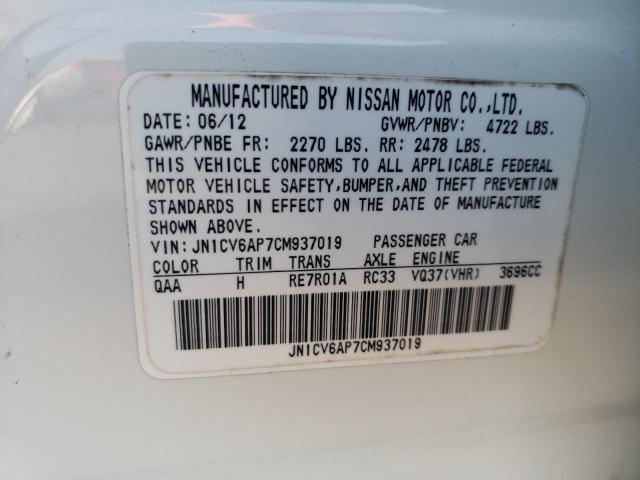 MANUFACTURED BY NISSAN MOTOR CO.,LTD.
DATE: 06/12 GVWR/PNBV: 4722 LBS.
GAWR/PNBE FR: 2270 LBS. RR: 2478 LBS.
THIS VEHICLE CONFORMS TO ALL APPLICABLE FEDERAL
MOTOR VEHICLE SAFETY,BUMPER,AND THEFT PREVENTION
STANDARDS IN EFFECT ON THE DATE OF MANUFACTURE
SHOWN ABOVE.
VIN: JN1CV6AP7CM937019 PASSENGER CAR
COLOR TRIM TRANS AXLE ENGINE
QAA H RE7R01A RC33 VQ37(VHR) 3696CC
JN1CV6AP7CM937019